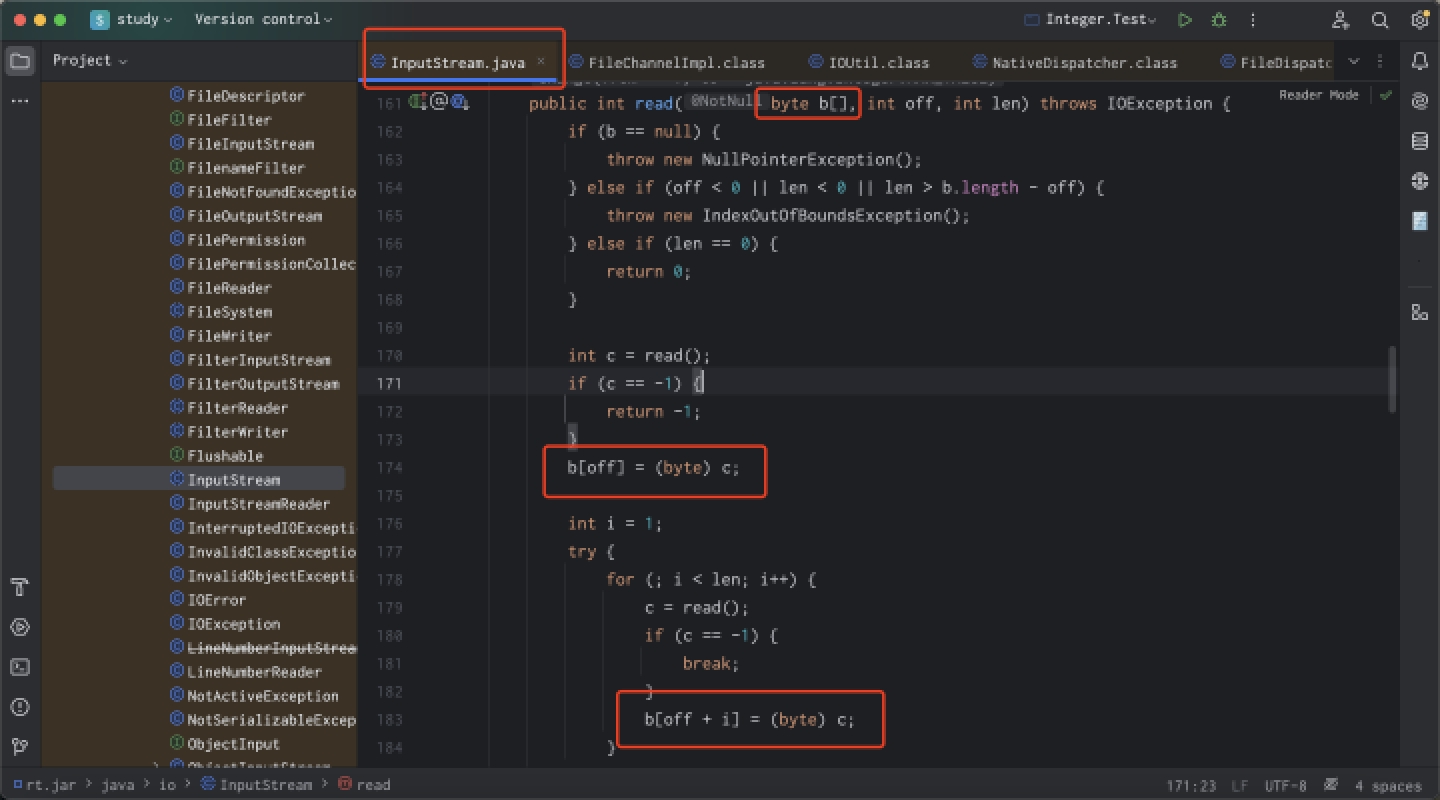 S study Version control Integer.Test
Project
InputStream.java × FileChannelImpl.class IOUtil.class NativeDispatcher.class FileDispatc
Reader Mode
FileDescriptor
FileFilter
FileInputStream
FilenameFilter
FileNotFoundExceptio
FileOutputStream
FilePermission
FilePermissionCollec
FileReader
FileSystem
FileWriter
FilterInputStream
FilterOutputStream
FilterReader
FilterWriter
Flushable
InputStream
InputStreamReader
InterruptedIOExcepti
InvalidClassExceptio
InvalidObjectExcepti
IOError
IOException
LineNumberInputStrea
LineNumberReader
NotActiveException
NotSerializableExcep
ObjectInput
161 @ public int read( @NotNull byte b[], int off, int len) throws IOException {
162 if (b == null) {
163 throw new NullPointerException();
164 } else if (off < 0 || len < 0 || len > b.length - off) {
165 throw new IndexOutOfBoundsException();
166 } else if (len == 0) {
167 return 0;
168 }
169
170 int c = read();
171 if (c == -1) {
172 return -1;
173 }
174 b[off] = (byte) c;
175
176 int i = 1;
177 try {
178 for (; i < len; i++) {
179 c = read();
180 if (c == -1) {
181 break;
182 }
183 b[off + i] = (byte) c;
184 }
rt.jar > java > io > InputStream > read 171:23 LF UTF-8 4 spaces